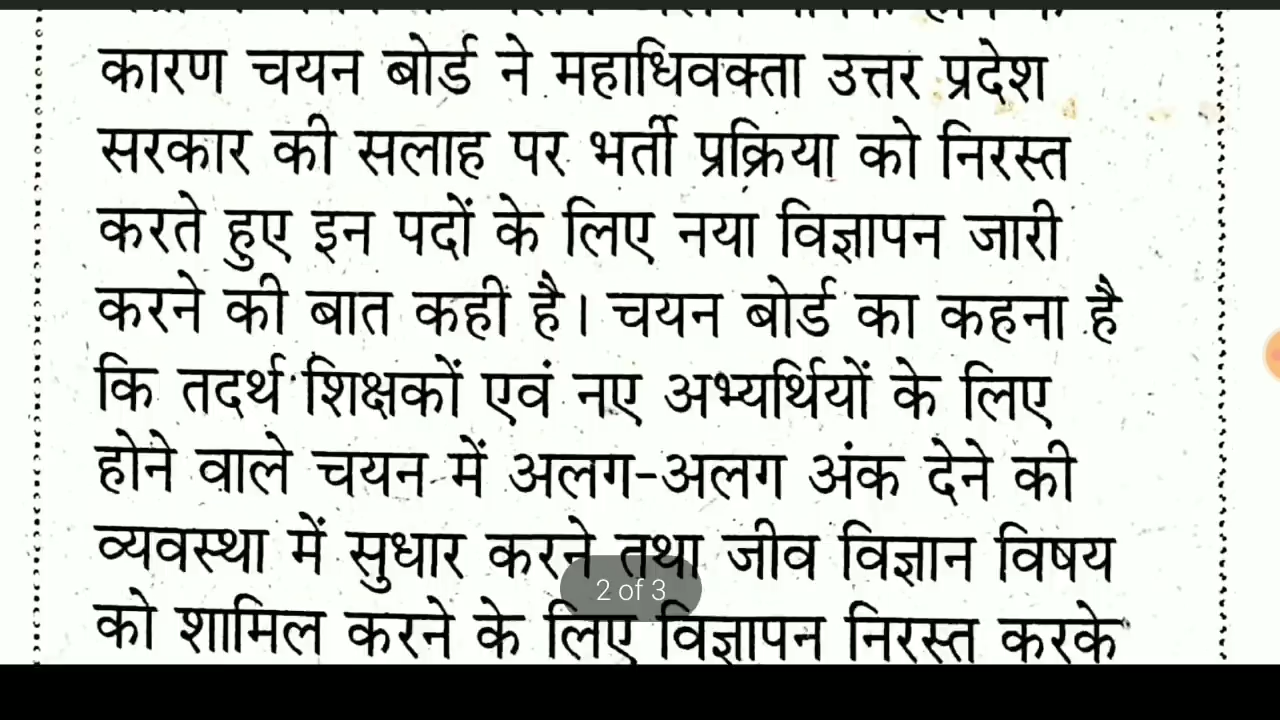 कारण चयन बोर्ड ने महाधिवक्ता उत्तर प्रदेश
सरकार की सलाह पर भर्ती प्रक्रिया को निरस्त
करते हुए इन पदों के लिए नया विज्ञापन जारी
करने की बात कही है। चयन बोर्ड का कहना है
कि तदर्थ शिक्षकों एवं नए अभ्यर्थियों के लिए
होने वाले चयन में अलग-अलग अंक देने की
व्यवस्था में सुधार करने तथा जीव विज्ञान विषय
2 of 3
को शामिल करने के लिए विज्ञापन निरस्त करके